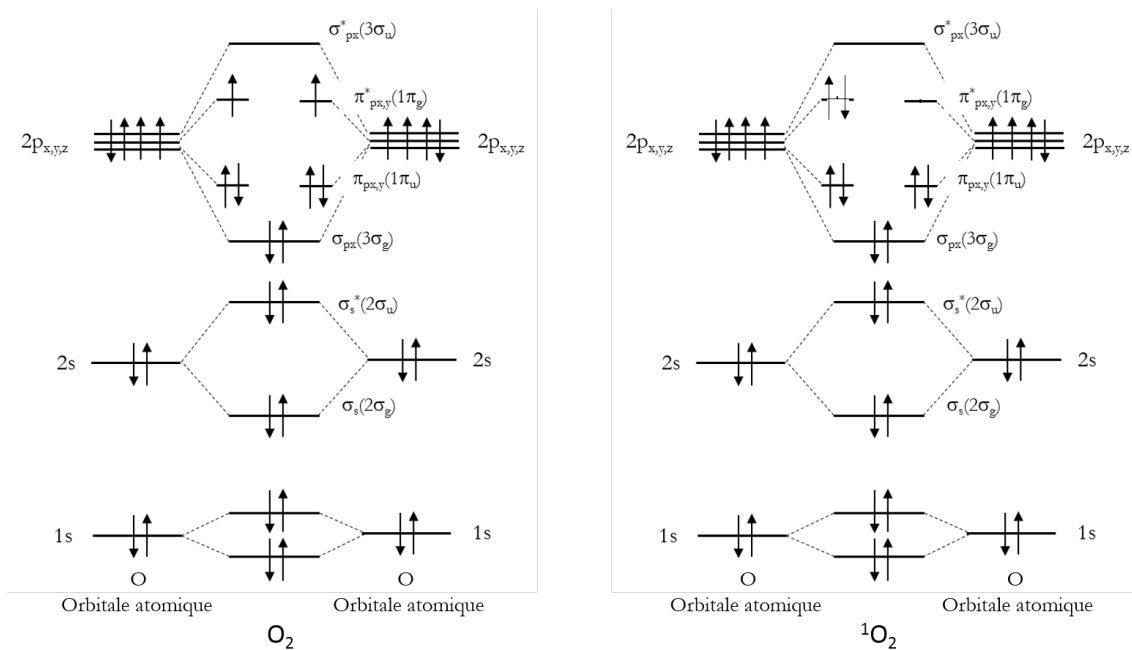 σ*px(3σu)
π*px,y(1πg)
2px,y,z
2px,y,z
πpx,y(1πu)
σpx(3σg)
σs*(2σu)
2s
2s
σs(2σg)
1s
1s
O
O
Orbitale atomique
Orbitale atomique
O2
σ*px(3σu)
π*px,y(1πg)
2px,y,z
2px,y,z
πpx,y(1πu)
σpx(3σg)
σs*(2σu)
2s
2s
σs(2σg)
1s
1s
O
O
Orbitale atomique
Orbitale atomique
1O2